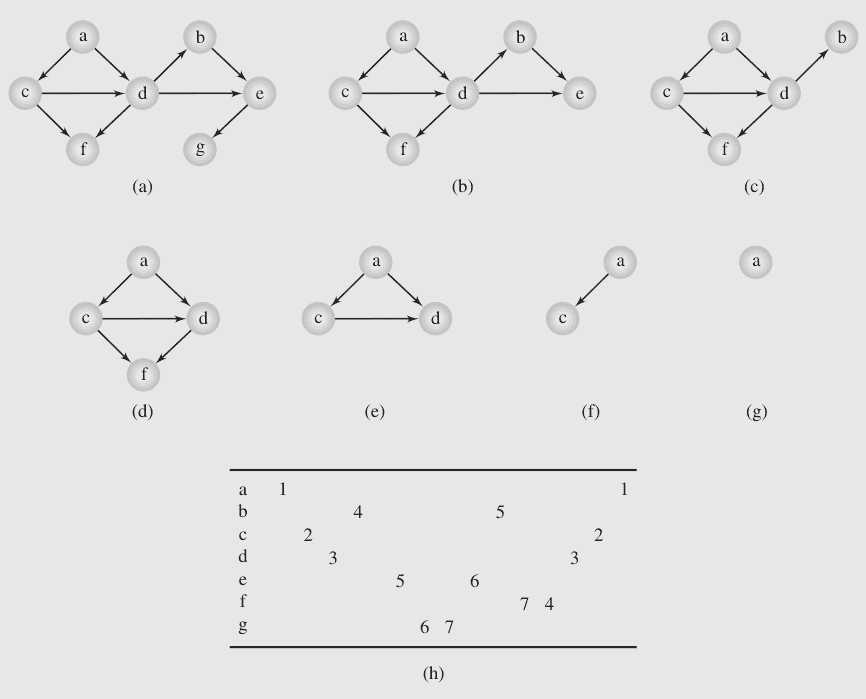 a b a b a b
c d e c d e c d
f g f f
(a) (b) (c)
a a a a
c d c d c
f
(d) (e) (f) (g)
a 1 1
b 4 5
c 2 2
d 3 3
e 5 6
f 7 4
g 6 7
(h)